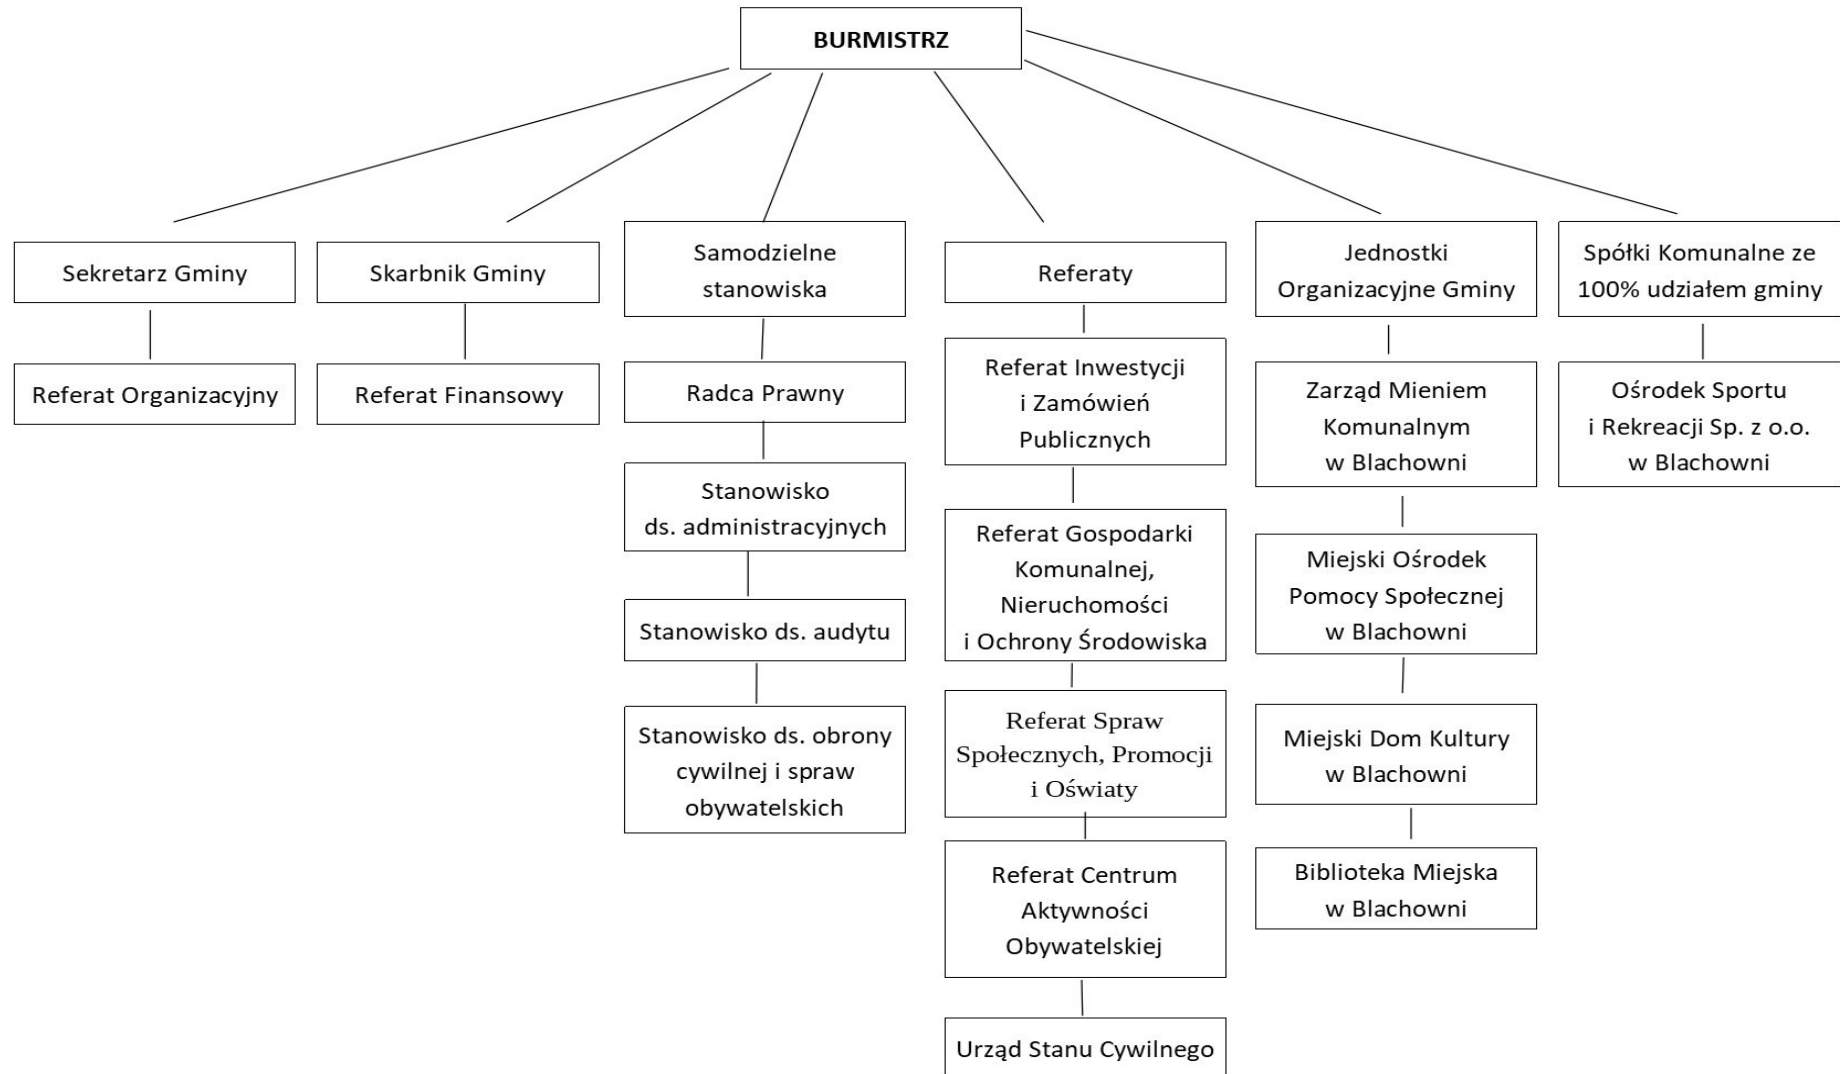 BURMISTRZ
Sekretarz Gminy
Referat Organizacyjny
Skarbnik Gminy
Referat Finansowy
Samodzielne
stanowiska
Radca Prawny
Stanowisko
ds. administracyjnych
Stanowisko ds. audytu
Stanowisko ds. obrony
cywilnej i spraw
obywatelskich
Referaty
Referat Inwestycji
i Zamówień
Publicznych
Referat Gospodarki
Komunalnej,
Nieruchomości
i Ochrony Środowiska
Referat Spraw
Społecznych, Promocji
i Oświaty
Referat Centrum
Aktywności
Obywatelskiej
Urząd Stanu Cywilnego
Jednostki
Organizacyjne Gminy
Zarząd Mieniem
Komunalnym
w Blachowni
Miejski Ośrodek
Pomocy Społecznej
w Blachowni
Miejski Dom Kultury
w Blachowni
Biblioteka Miejska
w Blachowni
Spółki Komunalne ze
100% udziałem gminy
Ośrodek Sportu
i Rekreacji Sp. z o.o.
w Blachowni